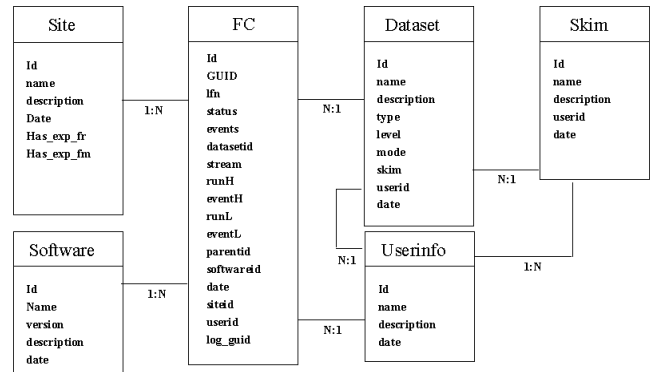 Site
Id
name
description
Date
Has_exp_fr
Has_exp_fm
1:N
FC
Id
GUID
lfn
status
events
datasetid
stream
runH
eventH
runL
eventL
parentid
softwareid
date
siteid
userid
log_guid
N:1
Dataset
Id
name
description
type
level
mode
skim
userid
date
N:1
Skim
Id
name
description
userid
date
Software
Id
Name
version
description
date
1:N
N:1
N:1
Userinfo
Id
name
description
date
1:N